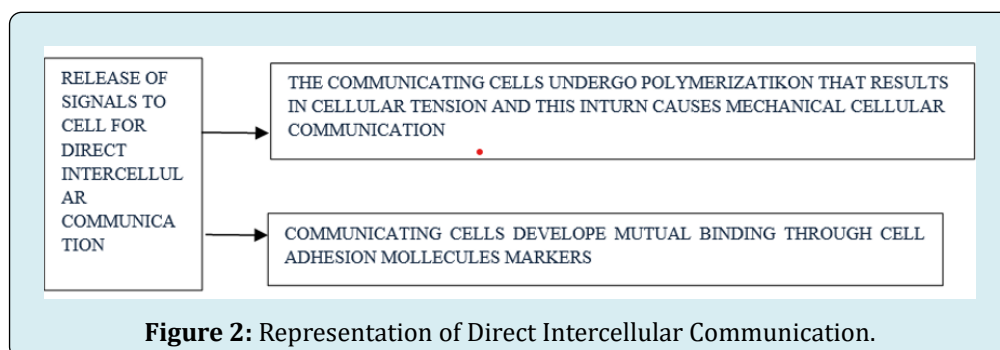 RELEASE OF
SIGNALS TO
CELL FOR
DIRECT
INTERCELLUL
AR
COMMUNICA
TION
THE COMMUNICATING CELLS UNDERGO POLYMERIZATIKON THAT RESULTS
IN CELLULAR TENSION AND THIS INTURN CAUSES MECHANICAL CELLULAR
COMMUNICATION
COMMUNICATING CELLS DEVELOPE MUTUAL BINDING THROUGH CELL
ADHESION MOLLECULES MARKERS
Figure 2: Representation of Direct Intercellular Communication.